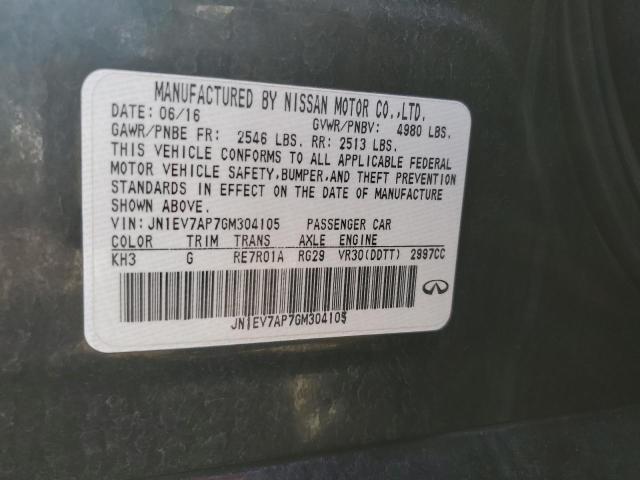 MANUFACTURED BY NISSAN MOTOR CO.,LTD.
DATE: 06/16 GVWR/PNBV: 4980 LBS.
GAWR/PNBE FR: 2546 LBS. RR: 2513 LBS.
THIS VEHICLE CONFORMS TO ALL APPLICABLE FEDERAL
MOTOR VEHICLE SAFETY,BUMPER,AND THEFT PREVENTION
STANDARDS IN EFFECT ON THE DATE OF MANUFACTURE
SHOWN ABOVE.
VIN:JN1EV7AP7GM304105 PASSENGER CAR
COLOR TRIM TRANS AXLE ENGINE
KH3 G RE7R01A RG29 VR30(DDTT) 2997CC
JN1EV7AP7GM304105